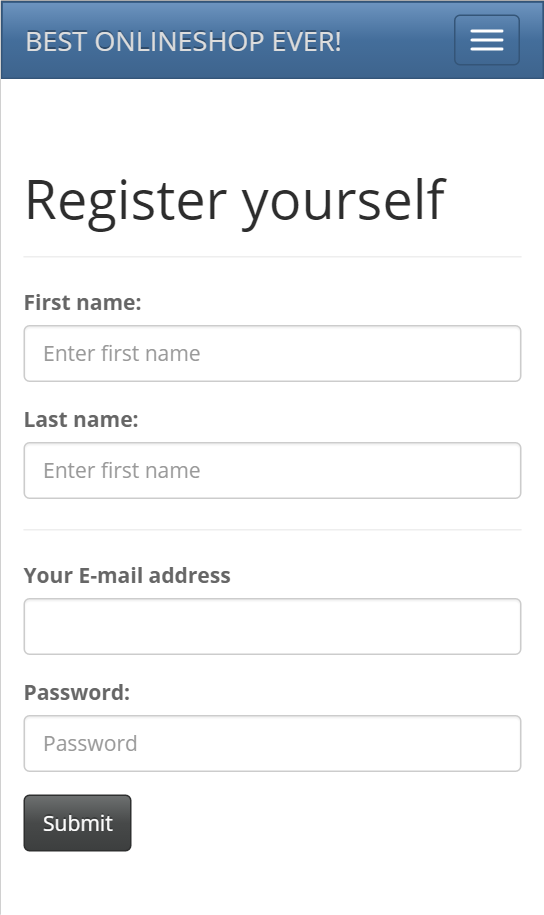 BEST ONLINESHOP EVER!
Register yourself
First name:
Enter first name
Last name:
Enter first name
Your E-mail address
Password:
Password
Submit